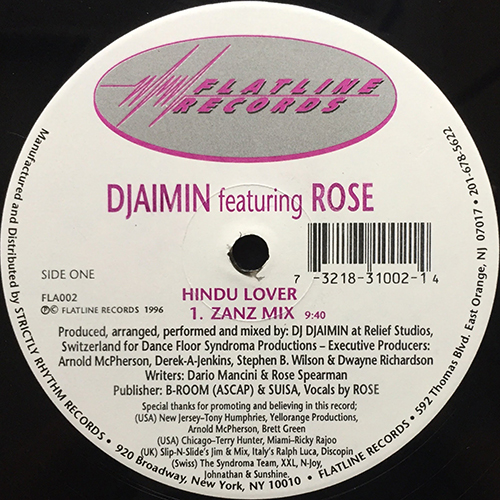 FLATLINE
RECORDS
DJAIMIN featuring ROSE
SIDE ONE
FLA002
Ⓟ© FLATLINE RECORDS 1996
7 -3218-31002-1 4
HINDU LOVER
1. ZANZ MIX 9:40
Produced, arranged, performed and mixed by: DJ DJAIMIN at Relief Studios,
Switzerland for Dance Floor Syndroma Productions – Executive Producers:
Arnold McPherson, Derek-A-Jenkins, Stephen B. Wilson & Dwayne Richardson
Writers: Dario Mancini & Rose Spearman
Publisher: B-ROOM (ASCAP) & SUISA, Vocals by ROSE
Special thanks for promoting and believing in this record;
(USA) New Jersey–Tony Humphries, Yellorange Productions,
Arnold McPherson, Brett Green
(USA) Chicago–Terry Hunter, Miami–Ricky Rajoo
(UK) Slip-N-Slide's Jim & Mix, Italy's Ralph Luca, Discopin
(Swiss) The Syndroma Team, XXL, N-Joy,
Johnathan & Sunshine.
Manufactured and Distributed by STRICTLY RHYTHM RECORDS • 920 Broadway, New York, NY 10010 • FLATLINE RECORDS • 592 Thomas Blvd. East Orange, NJ 07017 • 201-678-5622